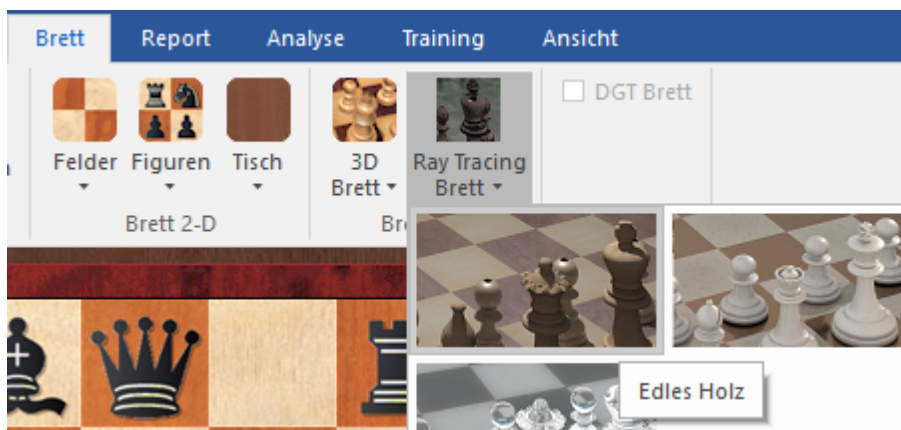 Brett Report Analyse Training Ansicht
DGT Brett
Felder Figuren Tisch 3D Ray Tracing
Brett Brett
Brett 2-D
Edles Holz